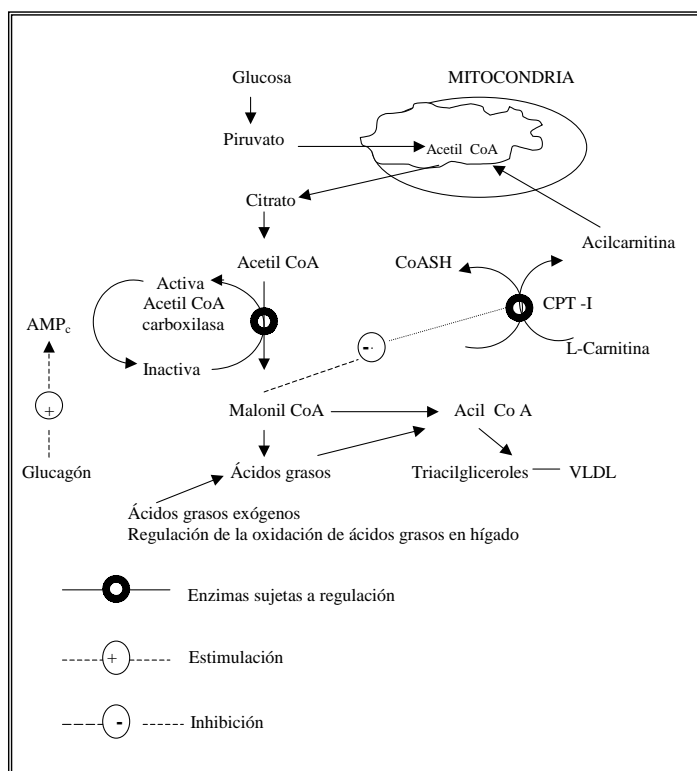 Glucosa
MITOCONDRIA
Piruvato
Acetil CoA
Citrato
Acilcarnitina
Acetil CoA
CoASH
Activa
Acetil CoA
carboxilasa
AMPc
CPT -I
-
L-Carnitina
Inactiva
+
Malonil CoA
Acil Co A
Glucagón
Ácidos grasos
Triacilgliceroles
VLDL
Ácidos grasos exógenos
Regulación de la oxidación de ácidos grasos en hígado
Enzimas sujetas a regulación
+
Estimulación
-
Inhibición